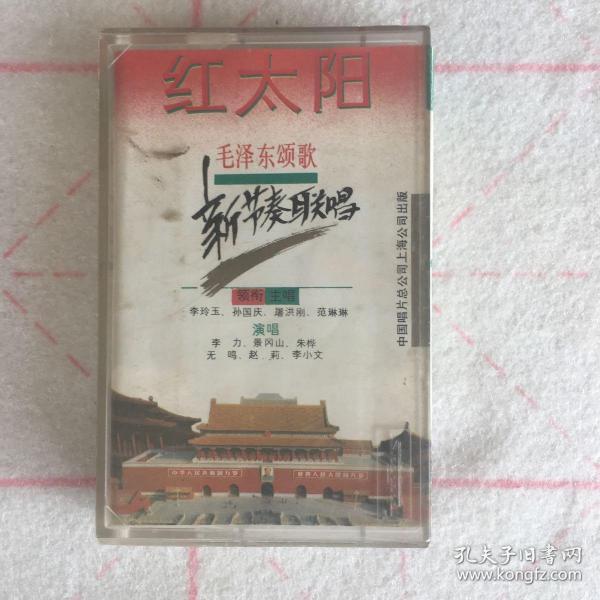 红太阳
毛泽东颂歌
新节奏联唱
领衔主唱
李玲玉、孙国庆、屠洪刚、范琳琳
演唱
李 力、景冈山、朱桦
无 鸣、赵 莉、李小文
中国唱片总公司上海公司出版
中华人民共和国万岁
世界人民大团结万岁
孔夫子旧书网
www.kongfz.com